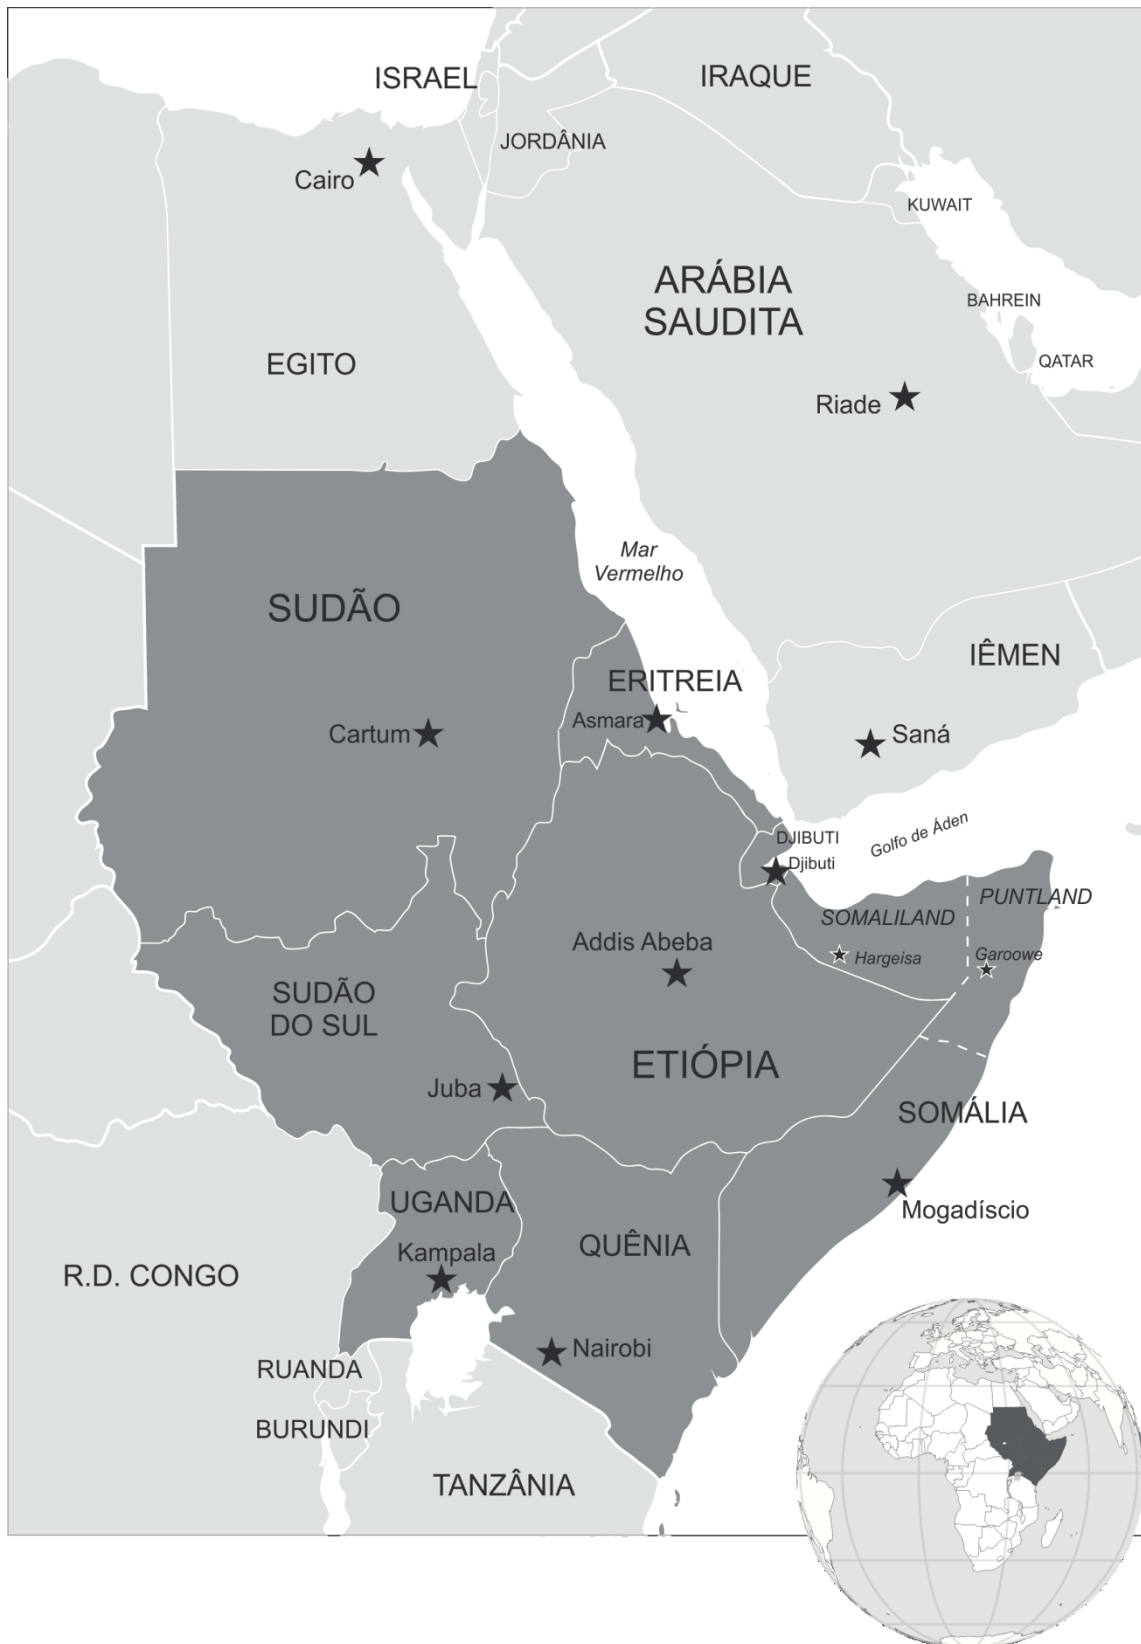 ISRAEL
IRAQUE
JORDÂNIA
Cairo
KUWAIT
ARÁBIA
SAUDITA
BAHREIN
EGITO
QATAR
Riade
Mar
Vermelho
SUDÃO
IÊMEN
ERITREIA
Asmara
Cartum
Saná
DJIBUTI
Djibuti
Golfo de Áden
PUNTLAND
SOMALILAND
Addis Abeba
Hargeisa
Garoowe
SUDÃO
DO SUL
ETIÓPIA
Juba
SOMÁLIA
UGANDA
Mogadíscio
QUÊNIA
Kampala
R.D. CONGO
Nairobi
RUANDA
BURUNDI
TANZÂNIA